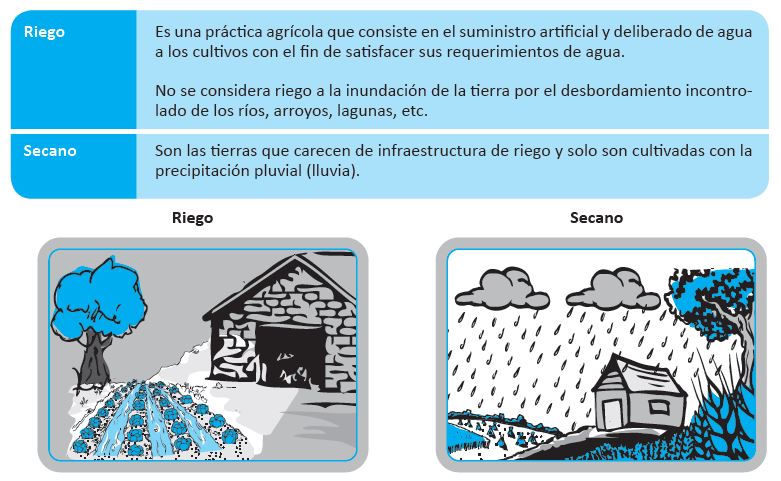 Riego
Es una práctica agrícola que consiste en el suministro artificial y deliberado de agua
a los cultivos con el fin de satisfacer sus requerimientos de agua.
No se considera riego a la inundación de la tierra por el desbordamiento incontro-
lado de los ríos, arroyos, lagunas, etc.
Secano
Son las tierras que carecen de infraestructura de riego y solo son cultivadas con la
precipitación pluvial (lluvia).
Riego
Secano